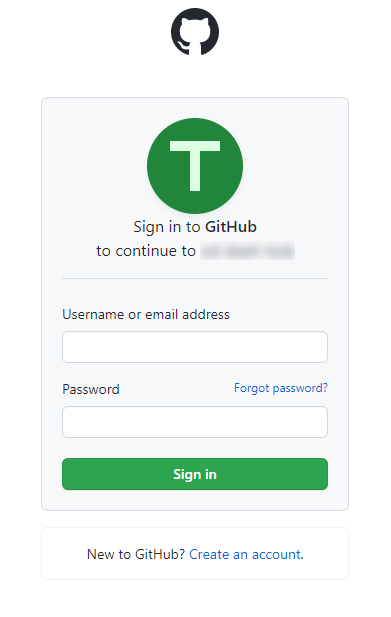 T
Sign in to GitHub
to continue to
Username or email address
Password Forgot password?
Sign in
New to GitHub? Create an account.